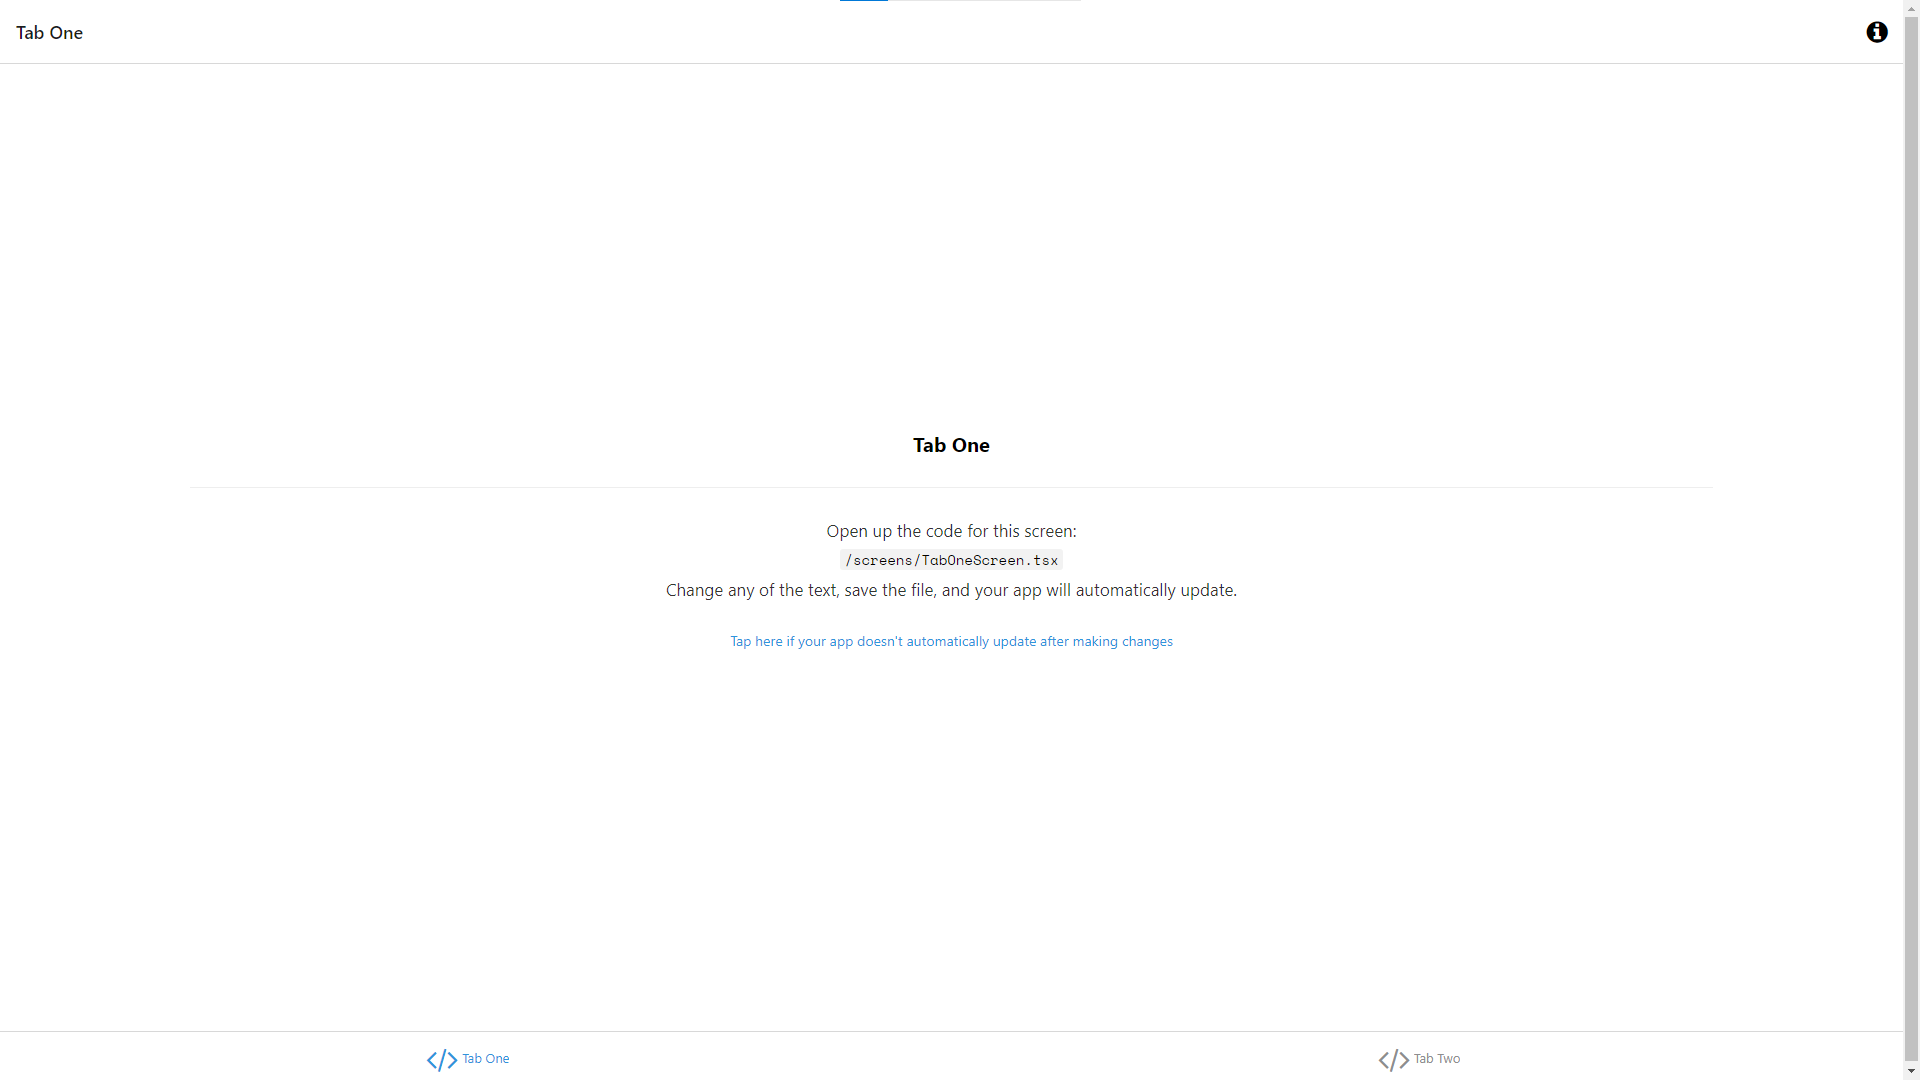 Tab One
Tab One
Open up the code for this screen:
/screens/TabOneScreen.tsx
Change any of the text, save the file, and your app will automatically update.
Tap here if your app doesn't automatically update after making changes
Tab One
Tab Two